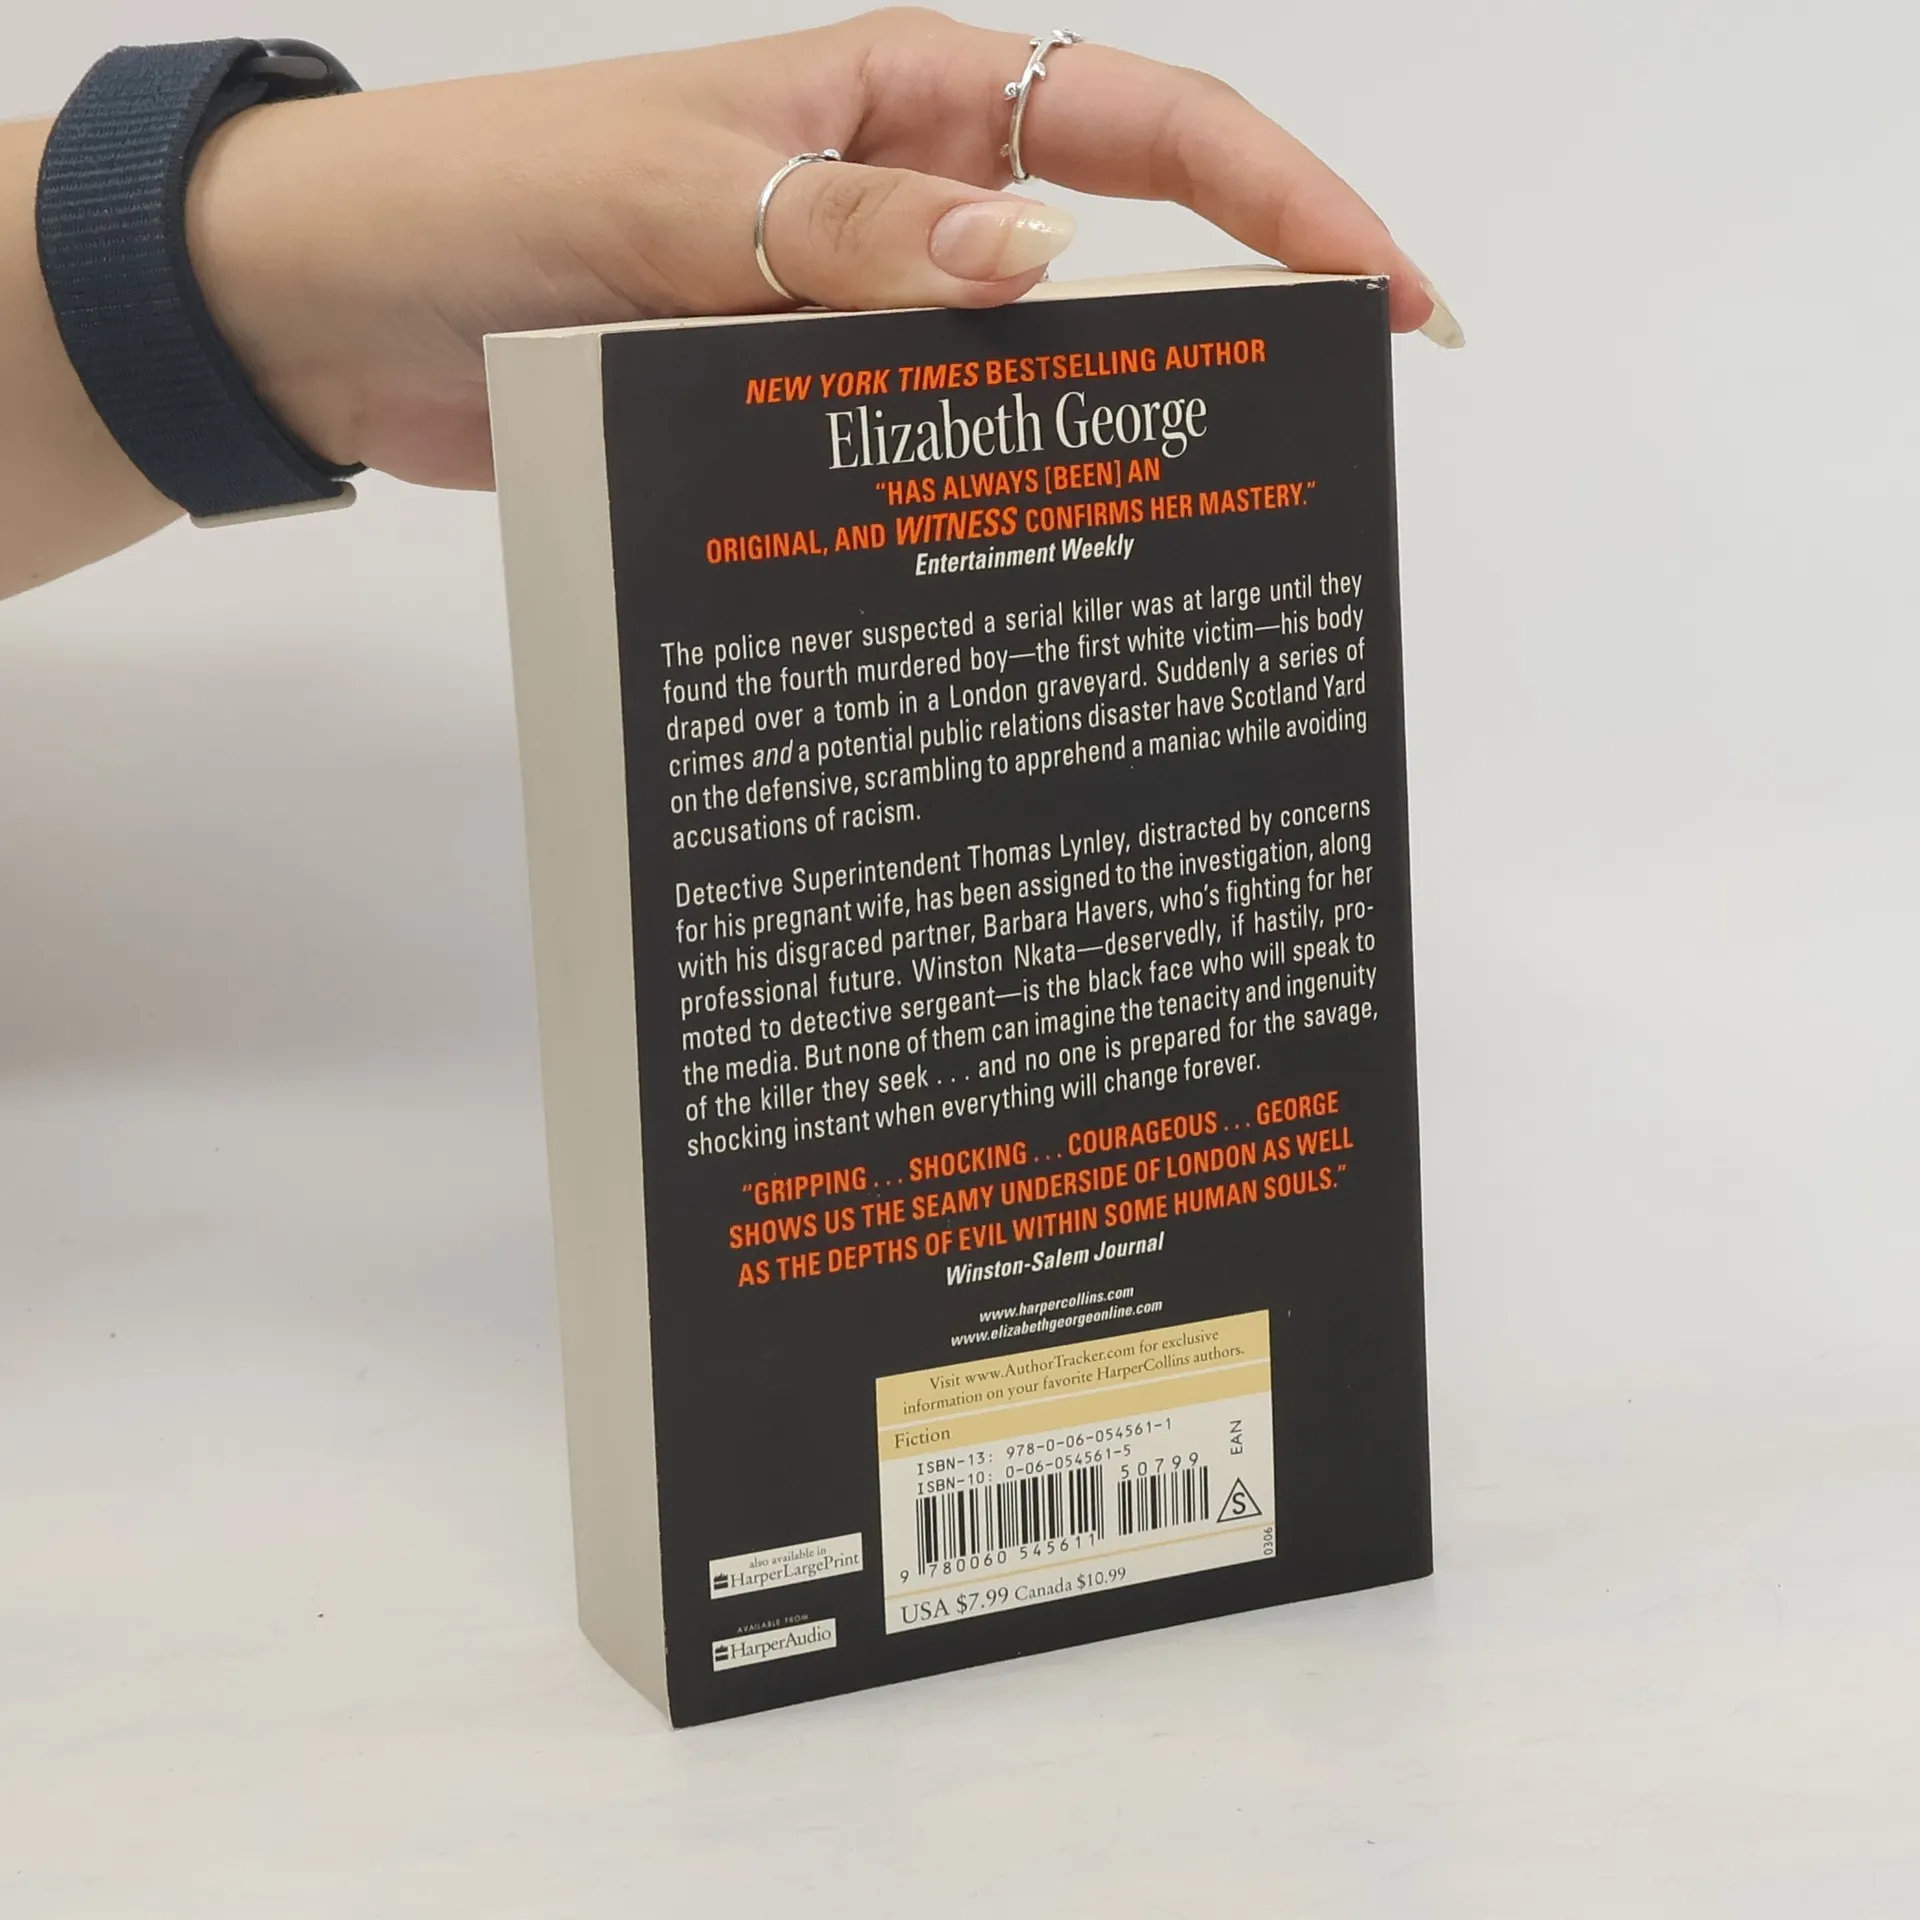 NEW YORK TIMES BESTSELLING AUTHOR
Elizabeth George
“HAS ALWAYS [BEEN] AN
ORIGINAL, AND WITNESS CONFIRMS HER MASTERY.”
Entertainment Weekly
The police never suspected a serial killer was at large until they
found the fourth murdered boy—the first white victim—his body
draped over a tomb in a London graveyard. Suddenly a series of
crimes and a potential public relations disaster have Scotland Yard
on the defensive, scrambling to apprehend a maniac while avoiding
accusations of racism.
Detective Superintendent Thomas Lynley, distracted by concerns
for his pregnant wife, has been assigned to the investigation, along
with his disgraced partner, Barbara Havers, who’s fighting for her
professional future. Winston Nkata—deservedly, if hastily, pro-
moted to detective sergeant—is the black face who will speak to
the media. But none of them can imagine the tenacity and ingenuity
of the killer they seek . . . and no one is prepared for the savage,
shocking instant when everything will change forever.
“GRIPPING . . . SHOCKING . . . COURAGEOUS . . . GEORGE
SHOWS US THE SEAMY UNDERSIDE OF LONDON AS WELL
AS THE DEPTHS OF EVIL WITHIN SOME HUMAN SOULS.”
Winston-Salem Journal
www.harpercollins.com
www.elizabethgeorgeonline.com
Visit www.AuthorTracker.com for exclusive
information on your favorite HarperCollins authors.
Fiction
ISBN-13: 978-0-06-054561-1
ISBN-10: 0-06-054561-5
50799
EAN
S
9 780060 545611
0306
USA $7.99 Canada $10.99
also available in
HarperLargePrint
AVAILABLE FROM
HarperAudio